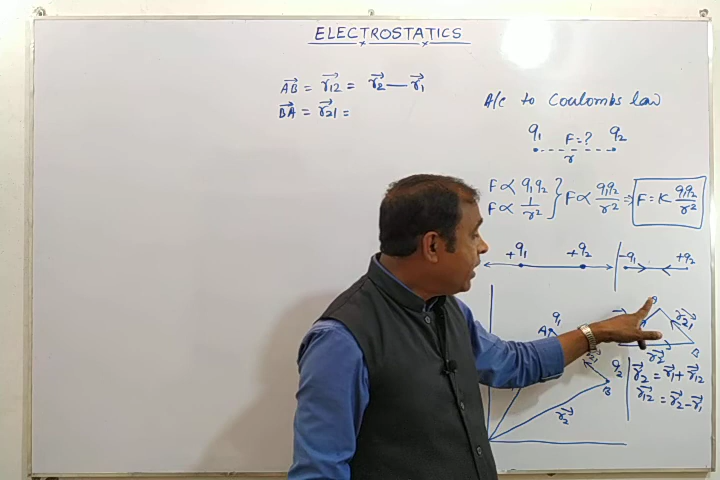 ELECTROSTATICS
AB⃗ = r₁₂⃗ = r₂⃗ — r₁⃗
BA⃗ = r₂₁⃗ =
A/c to Coulombs law
q₁ F=? q₂
r
F ∝ q₁q₂
F ∝ 1/r²
} F ∝ q₁q₂/r² ⇒ F = K q₁q₂/r²
+q₁ +q₂
-q₁ +q₂
A q₁
q₂
B
r₂⃗
r₂₁⃗
B
r₂⃗
r₂⃗ = r₁⃗ + r₁₂⃗
r₁₂⃗ = r₂⃗ - r₁⃗